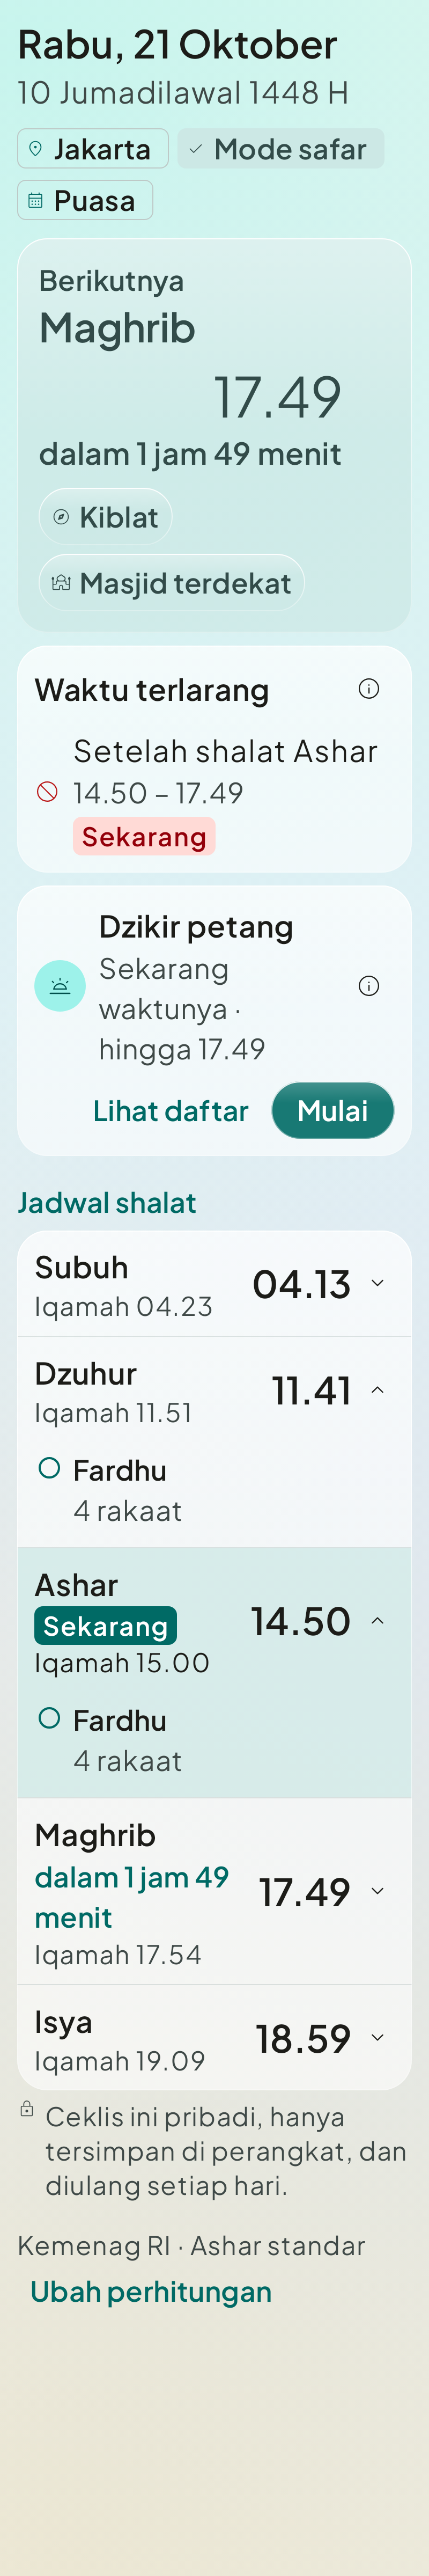 Rabu, 21 Oktober
10 Jumadilawal 1448 H
Jakarta
Mode safar
Puasa
Berikutnya
Maghrib
17.49
dalam 1 jam 49 menit
Kiblat
Masjid terdekat
Waktu terlarang
Setelah shalat Ashar
14.50 – 17.49
Sekarang
Dzikir petang
Sekarang
waktunya ·
hingga 17.49
Lihat daftar
Mulai
Jadwal shalat
Subuh
Iqamah 04.23
04.13
Dzuhur
Iqamah 11.51
11.41
Fardhu
4 rakaat
Ashar
Sekarang
Iqamah 15.00
14.50
Fardhu
4 rakaat
Maghrib
dalam 1 jam 49
menit
Iqamah 17.54
17.49
Isya
Iqamah 19.09
18.59
Ceklis ini pribadi, hanya
tersimpan di perangkat, dan
diulang setiap hari.
Kemenag RI · Ashar standar
Ubah perhitungan